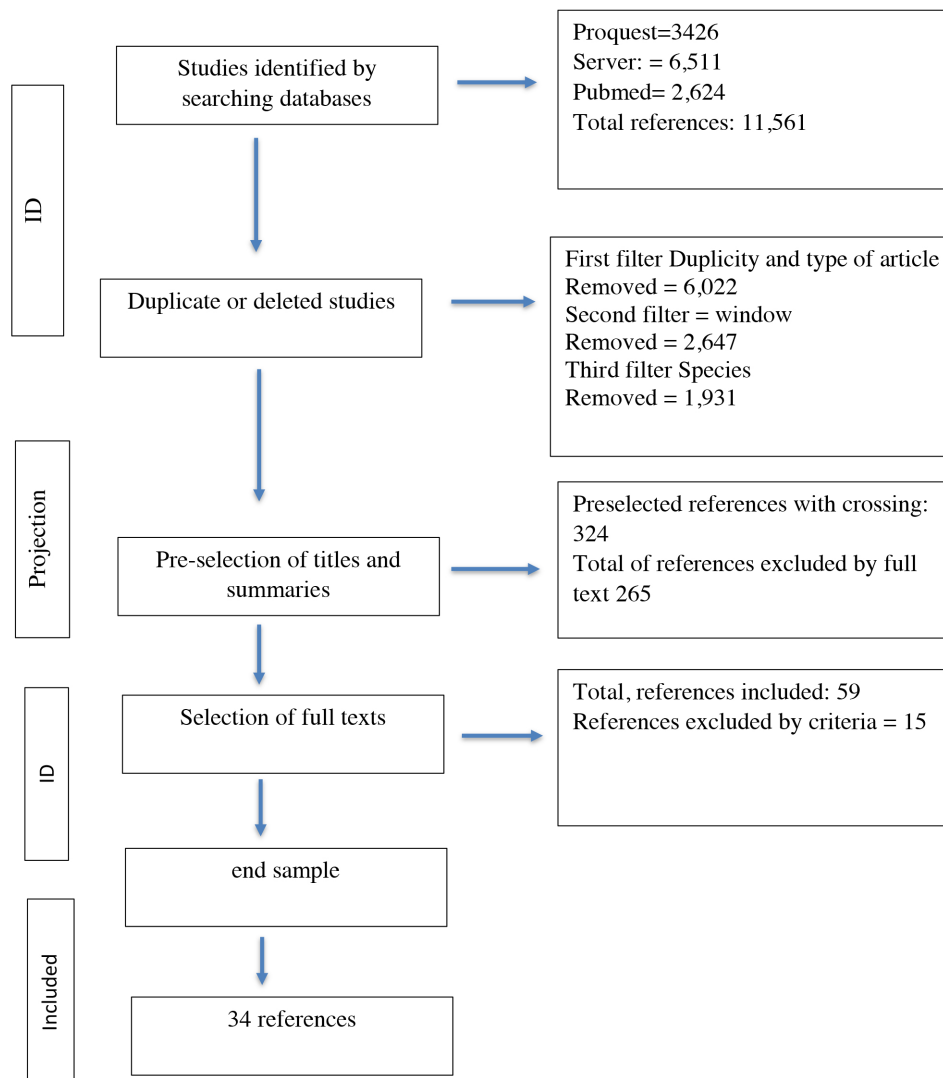 Studies identified by
searching databases
Proquest=3426
Server: = 6,511
Pubmed= 2,624
Total references: 11,561
ID
Duplicate or deleted studies
First filter Duplicity and type of article
Removed = 6,022
Second filter = window
Removed = 2,647
Third filter Species
Removed = 1,931
Projection
Pre-selection of titles and
summaries
Preselected references with crossing:
324
Total of references excluded by full
text 265
ID
Selection of full texts
Total, references included: 59
References excluded by criteria = 15
end sample
Included
34 references